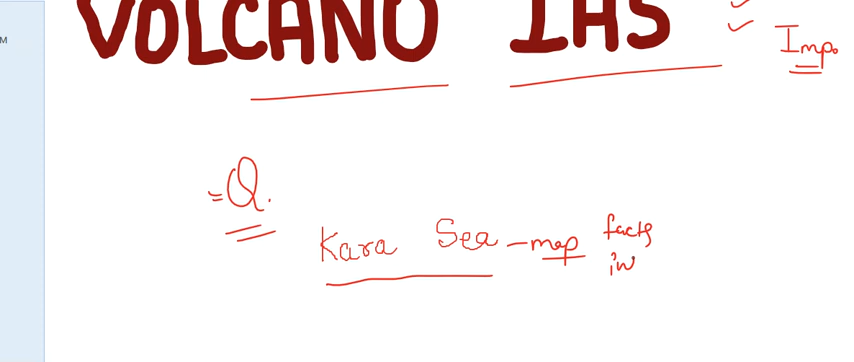 M
VOLCANO IAS
Imp.
=Q.
Kara Sea - map facts
in